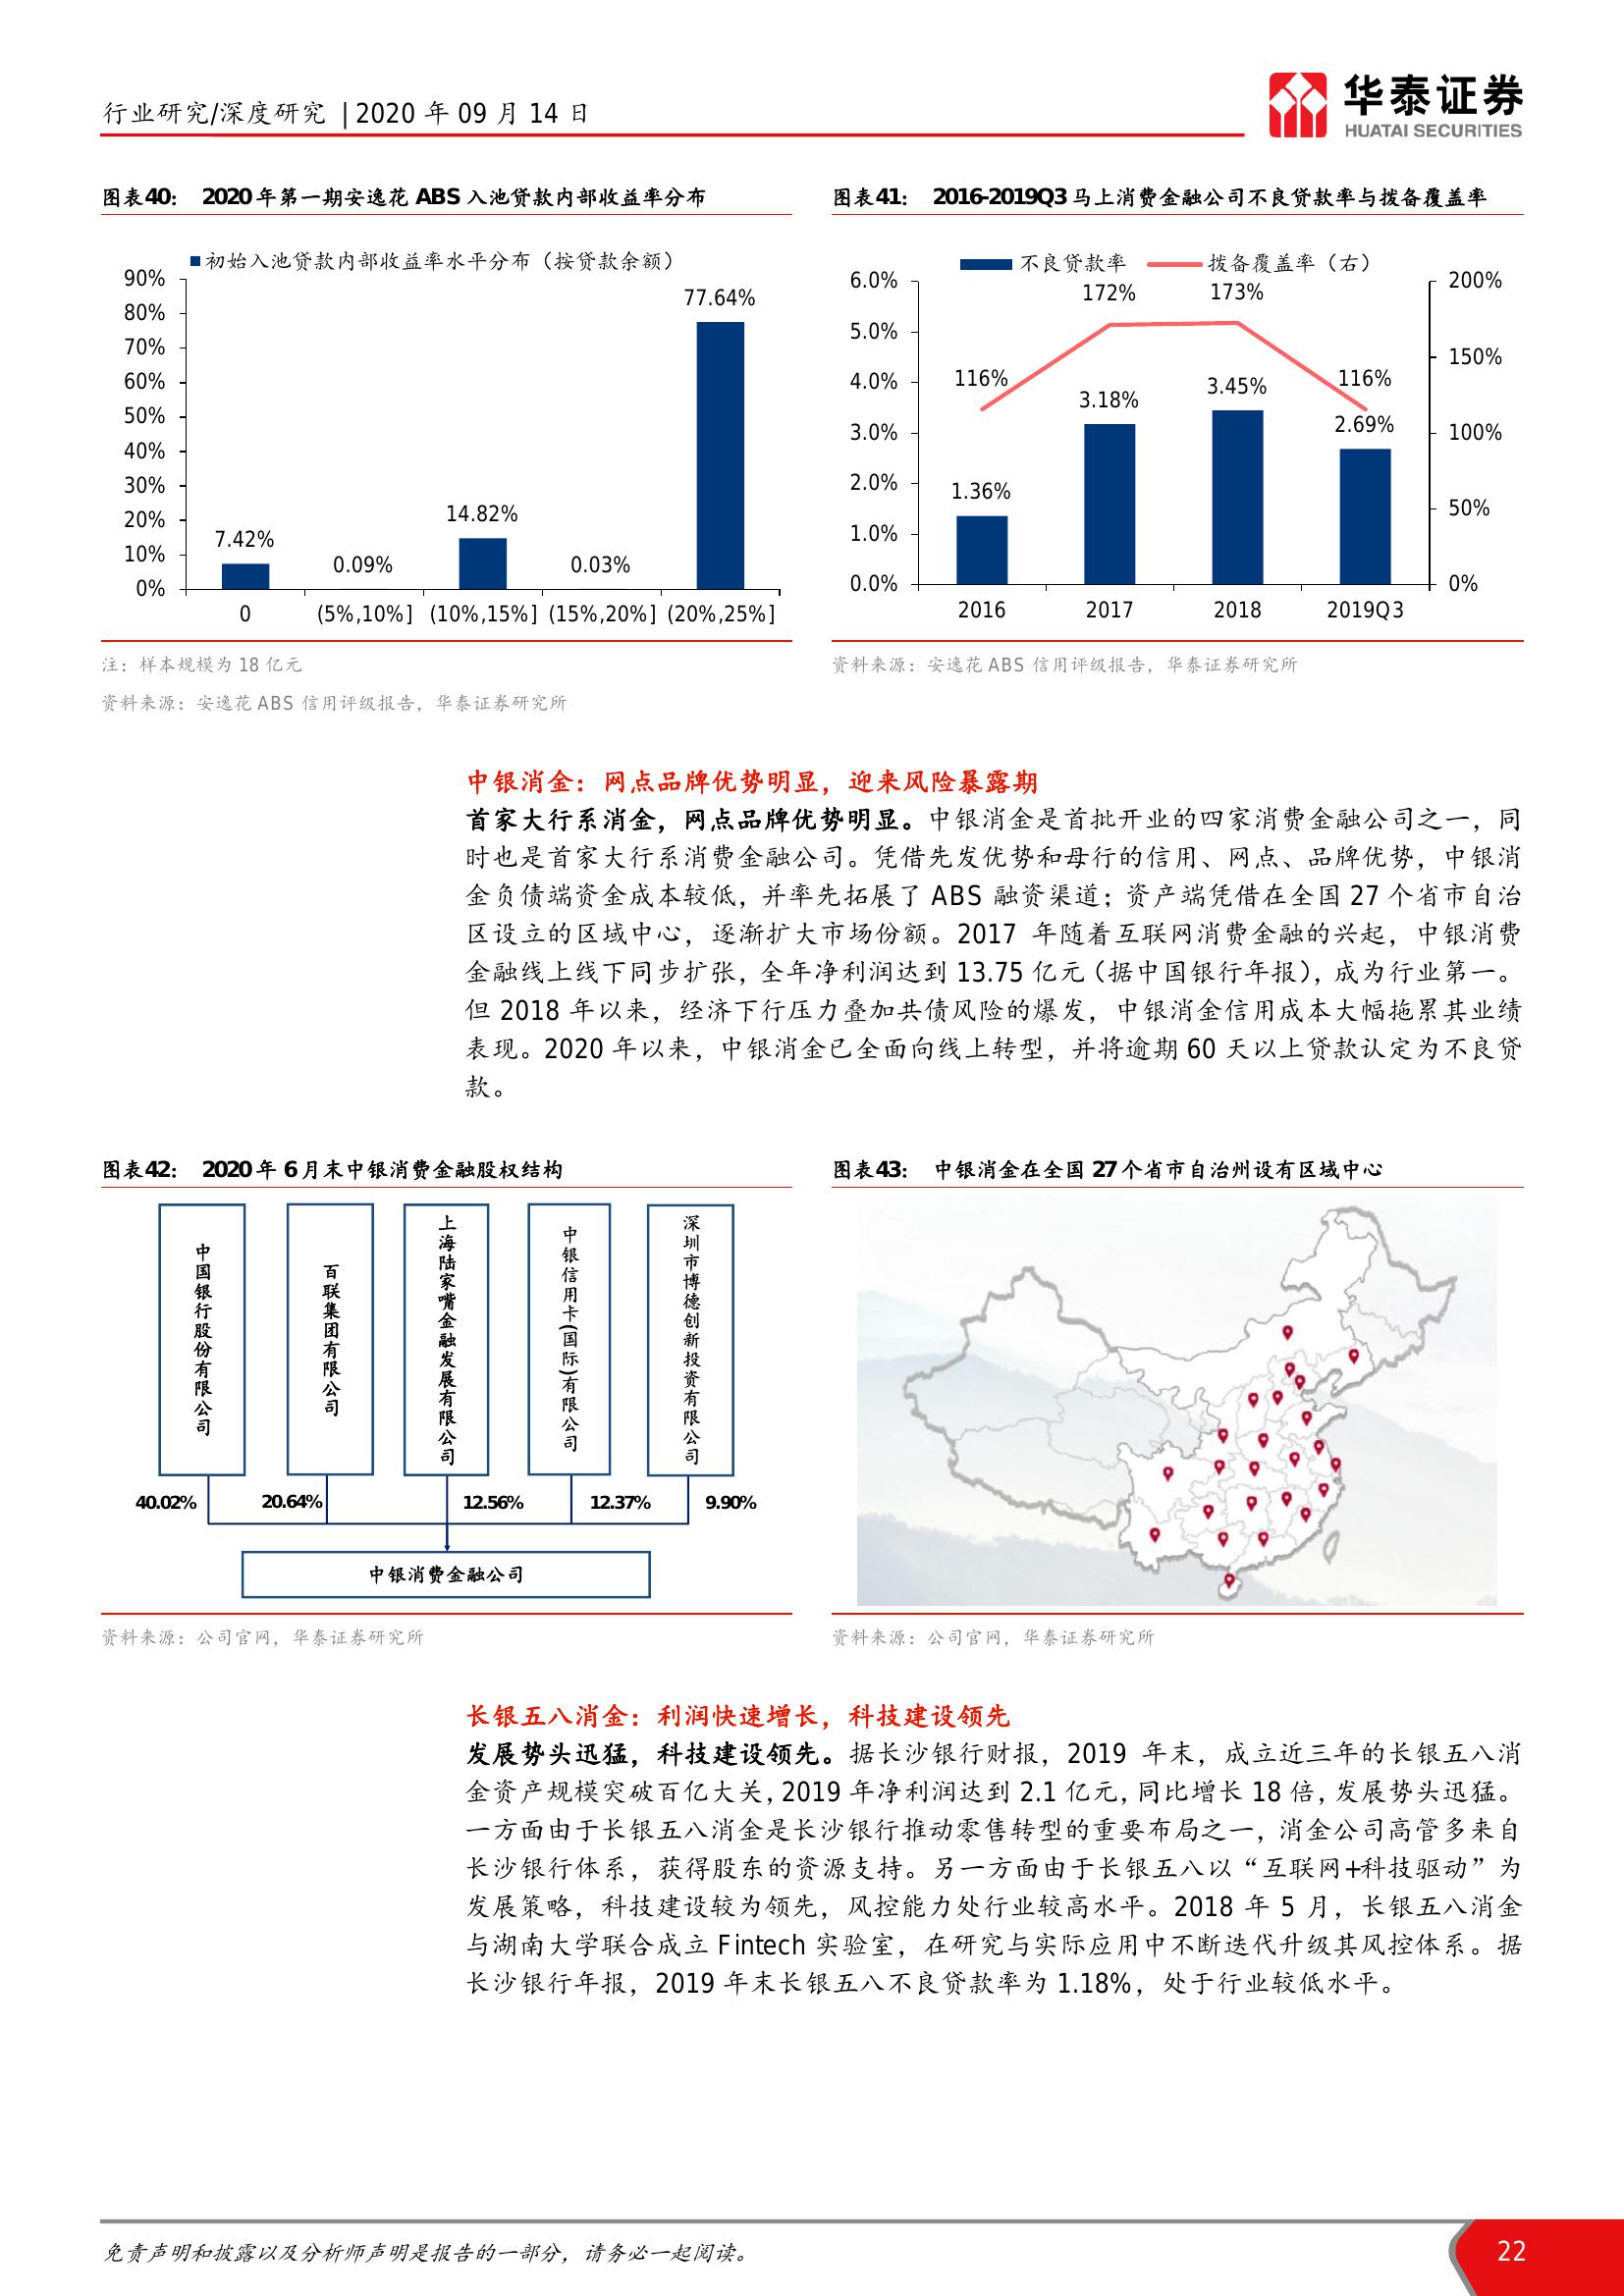 行业研究/深度研究 | 2020 年 09 月 14 日
华泰证券
HUATAI SECURITIES
图表40： 2020 年第一期安逸花 ABS 入池贷款内部收益率分布
初始入池贷款内部收益率水平分布（按贷款余额）
90%
80%
70%
60%
50%
40%
30%
20%
10%
0%
7.42%
0.09%
14.82%
0.03%
77.64%
0
(5%,10%]
(10%,15%]
(15%,20%]
(20%,25%]
注：样本规模为 18 亿元
资料来源：安逸花 ABS 信用评级报告，华泰证券研究所
图表41： 2016-2019Q3 马上消费金融公司不良贷款率与拨备覆盖率
不良贷款率
拨备覆盖率（右）
6.0%
5.0%
4.0%
3.0%
2.0%
1.0%
0.0%
116%
172%
173%
116%
1.36%
3.18%
3.45%
2.69%
200%
150%
100%
50%
0%
2016
2017
2018
2019Q3
资料来源：安逸花 ABS 信用评级报告，华泰证券研究所
中银消金：网点品牌优势明显，迎来风险暴露期
首家大行系消金，网点品牌优势明显。中银消金是首批开业的四家消费金融公司之一，同
时也是首家大行系消费金融公司。凭借先发优势和母行的信用、网点、品牌优势，中银消
金负债端资金成本较低，并率先拓展了 ABS 融资渠道；资产端凭借在全国 27 个省市自治
区设立的区域中心，逐渐扩大市场份额。2017 年随着互联网消费金融的兴起，中银消费
金融线上线下同步扩张，全年净利润达到 13.75 亿元（据中国银行年报），成为行业第一。
但 2018 年以来，经济下行压力叠加共债风险的爆发，中银消金信用成本大幅拖累其业绩
表现。2020 年以来，中银消金已全面向线上转型，并将逾期 60 天以上贷款认定为不良贷
款。
图表42： 2020 年 6 月末中银消费金融股权结构
中国银行股份有限公司
百联集团有限公司
上海陆家嘴金融发展有限公司
中银信用卡(国际)有限公司
深圳市博德创新投资有限公司
40.02%
20.64%
12.56%
12.37%
9.90%
中银消费金融公司
资料来源：公司官网，华泰证券研究所
图表43： 中银消金在全国 27 个省市自治州设有区域中心
资料来源：公司官网，华泰证券研究所
长银五八消金：利润快速增长，科技建设领先
发展势头迅猛，科技建设领先。据长沙银行财报，2019 年末，成立近三年的长银五八消
金资产规模突破百亿大关，2019 年净利润达到 2.1 亿元，同比增长 18 倍，发展势头迅猛。
一方面由于长银五八消金是长沙银行推动零售转型的重要布局之一，消金公司高管多来自
长沙银行体系，获得股东的资源支持。另一方面由于长银五八以“互联网+科技驱动”为
发展策略，科技建设较为领先，风控能力处行业较高水平。2018 年 5 月，长银五八消金
与湖南大学联合成立 Fintech 实验室，在研究与实际应用中不断迭代升级其风控体系。据
长沙银行年报，2019 年末长银五八不良贷款率为 1.18%，处于行业较低水平。
免责声明和披露以及分析师声明是报告的一部分，请务必一起阅读。
22